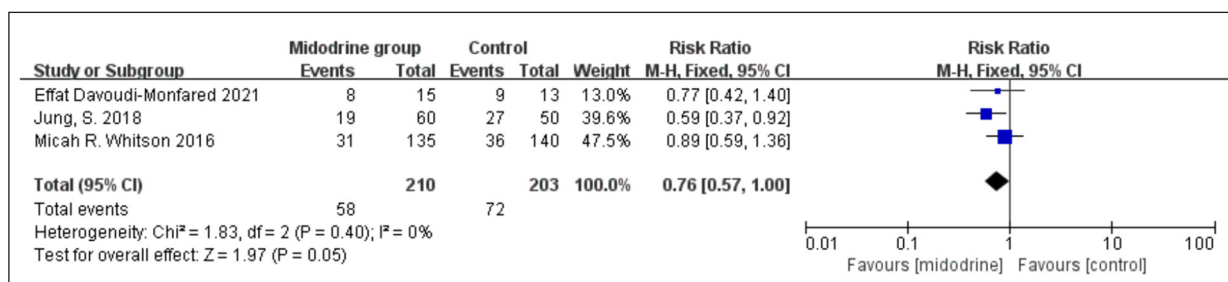 Midodrine group Control Risk Ratio Risk Ratio
Study or Subgroup Events Total Events Total Weight M-H, Fixed, 95% CI M-H, Fixed, 95% CI
Effat Davoudi-Monfared 2021 8 15 9 13 13.0% 0.77 [0.42, 1.40]
Jung, S. 2018 19 60 27 50 39.6% 0.59 [0.37, 0.92]
Micah R. Whitson 2016 31 135 36 140 47.5% 0.89 [0.59, 1.36]
Total (95% CI) 210 203 100.0% 0.76 [0.57, 1.00]
Total events 58 72
Heterogeneity: Chi² = 1.83, df = 2 (P = 0.40); I² = 0%
Test for overall effect: Z = 1.97 (P = 0.05)
0.01 0.1 1 10 100
Favours [midodrine] Favours [control]